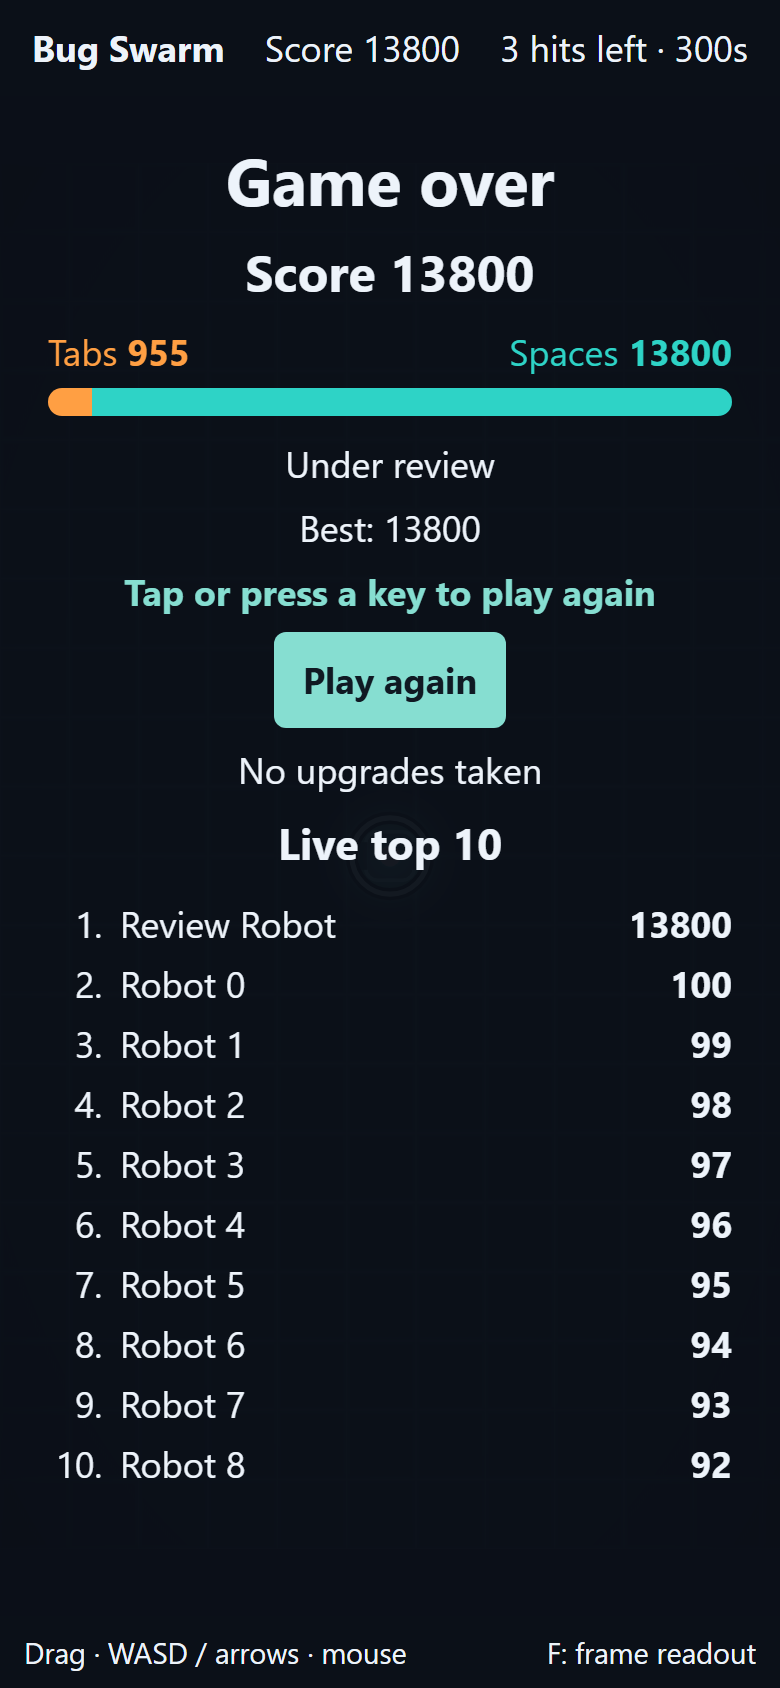 Bug Swarm Score 13800 3 hits left · 300s
Game over
Score 13800
Tabs 955 Spaces 13800
Under review
Best: 13800
Tap or press a key to play again
Play again
No upgrades taken
Live top 10
1. Review Robot 13800
2. Robot 0 100
3. Robot 1 99
4. Robot 2 98
5. Robot 3 97
6. Robot 4 96
7. Robot 5 95
8. Robot 6 94
9. Robot 7 93
10. Robot 8 92
Drag · WASD / arrows · mouse F: frame readout